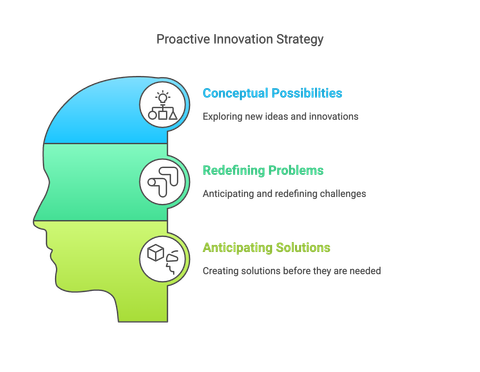 Proactive Innovation Strategy
Conceptual Possibilities
Exploring new ideas and innovations
Redefining Problems
Anticipating and redefining challenges
Anticipating Solutions
Creating solutions before they are needed